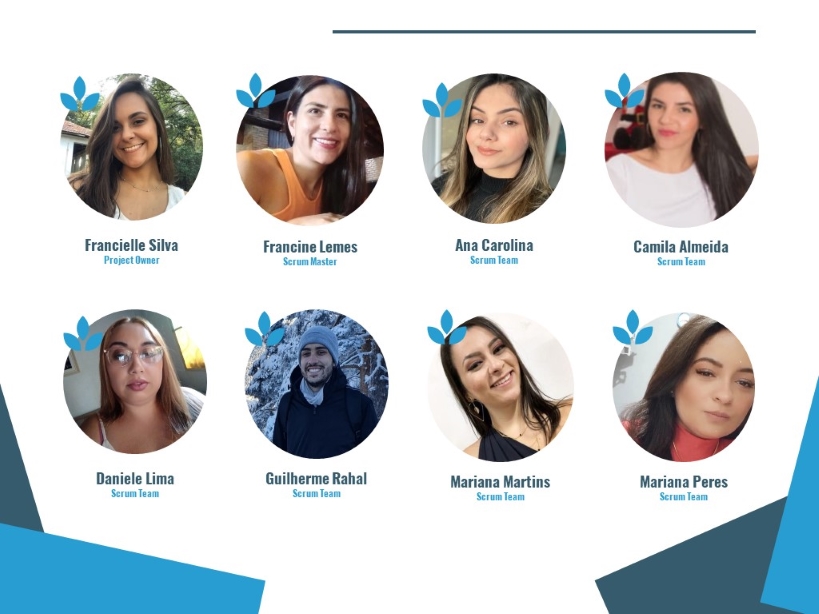 Francielle Silva
Project Owner
Francine Lemes
Scrum Master
Ana Carolina
Scrum Team
Camila Almeida
Scrum Team
Daniele Lima
Scrum Team
Guilherme Rahal
Scrum Team
Mariana Martins
Scrum Team
Mariana Peres
Scrum Team